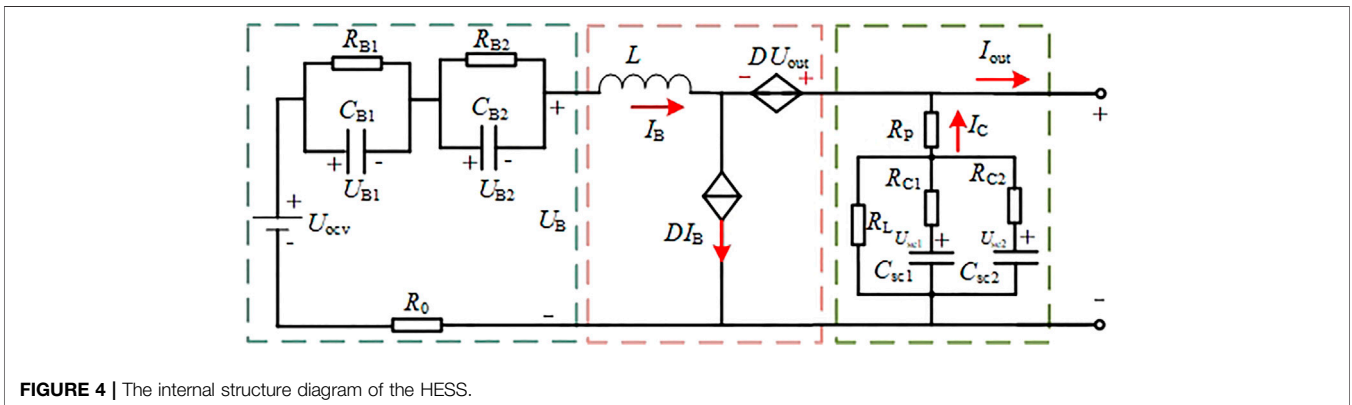 R_B1
R_B2
L
DU_out
I_out
- +
C_B1
C_B2
+
I_B
R_P
I_C
+
+ -
+ -
U_B1
U_B2
R_C1
R_C2
+
U_ocv
-
U_B
DI_B
R_L
U_sc1
+
U_sc2
+
C_sc1
C_sc2
R_0
-
-
FIGURE 4 | The internal structure diagram of the HESS.